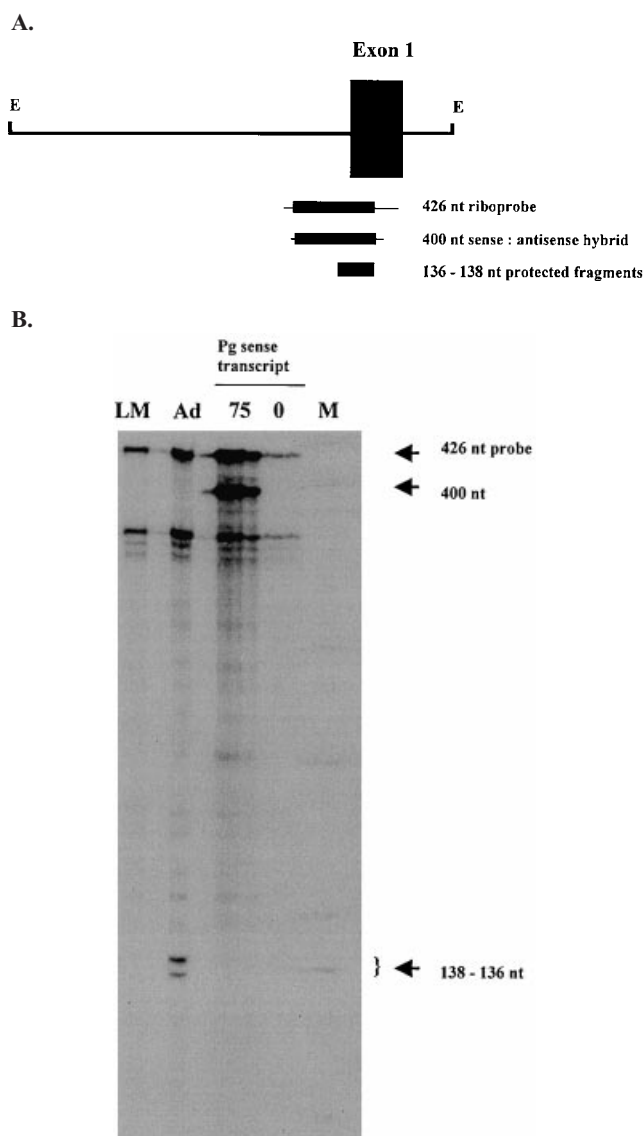 A.
Exon 1
E
E
426 nt riboprobe
400 nt sense : antisense hybrid
136 - 138 nt protected fragments
B.
Pg sense
transcript
LM Ad 75 0 M
426 nt probe
400 nt
} 138 - 136 nt